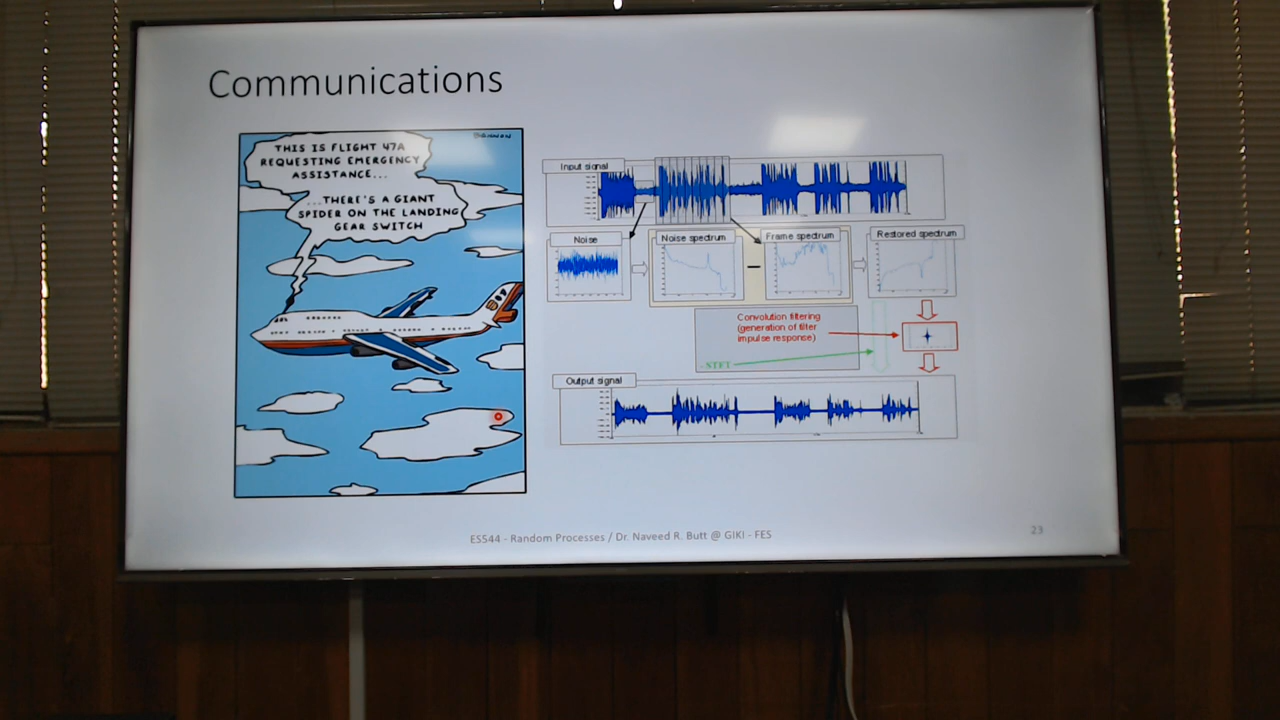 Communications
THIS IS FLIGHT 47A
REQUESTING EMERGENCY
ASSISTANCE...
...THERE'S A GIANT
SPIDER ON THE LANDING
GEAR SWITCH
Input signal
Noise
Noise spectrum
Frame spectrum
Restored spectrum
Convolution filtering
(generation of filter
impulse response)
STFT
Output signal
ES544 - Random Processes / Dr. Naveed R. Butt @ GIKI - FES
23